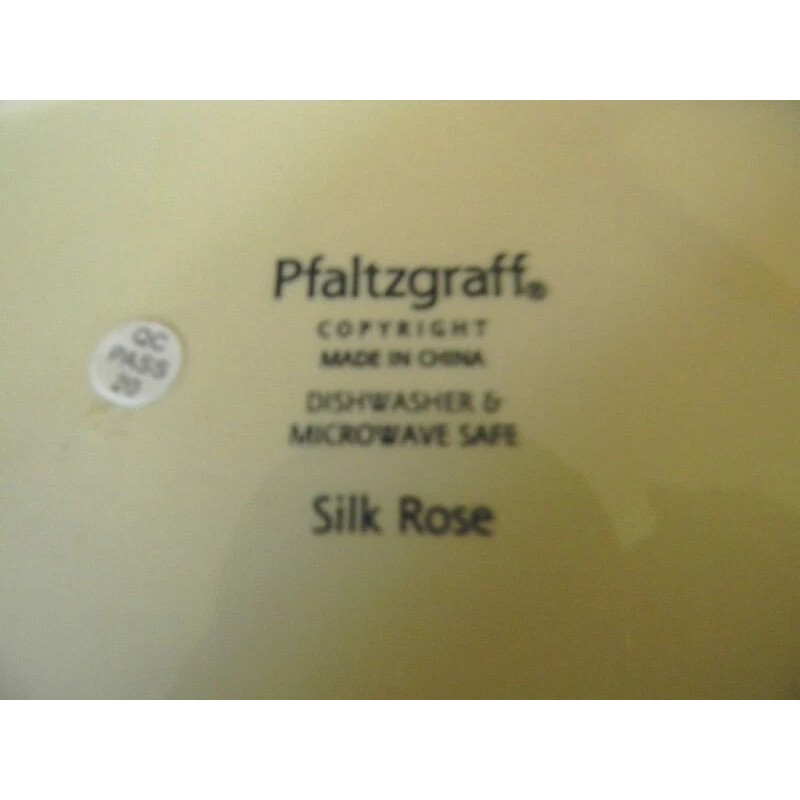 Pfaltzgraff®
COPYRIGHT
MADE IN CHINA
DISHWASHER &
MICROWAVE SAFE
Silk Rose
QC
PASS
20